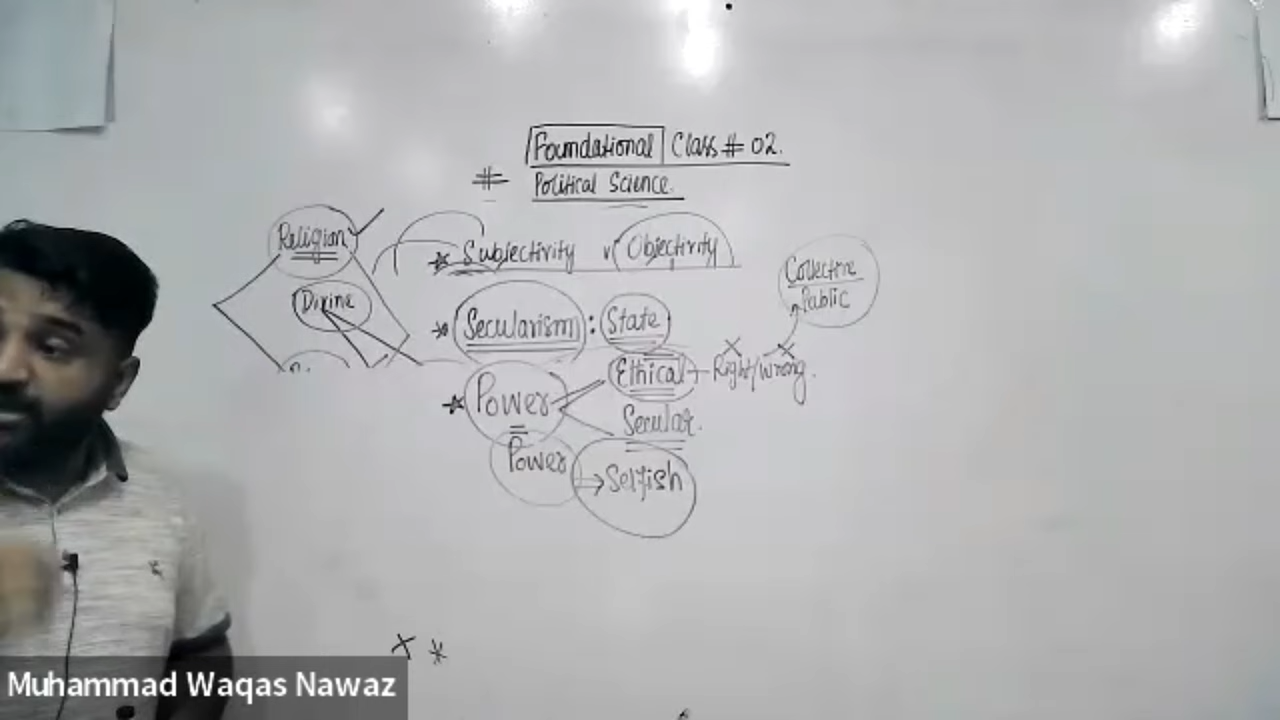 Foundational Class # 02.
# Political Science.
Religion
* Subjectivity v Objectivity
Collective
Public
Divine
* Secularism : State
Ethical Right/Wrong.
* Power
Secular.
Power → Selfish
x *
Muhammad Waqas Nawaz